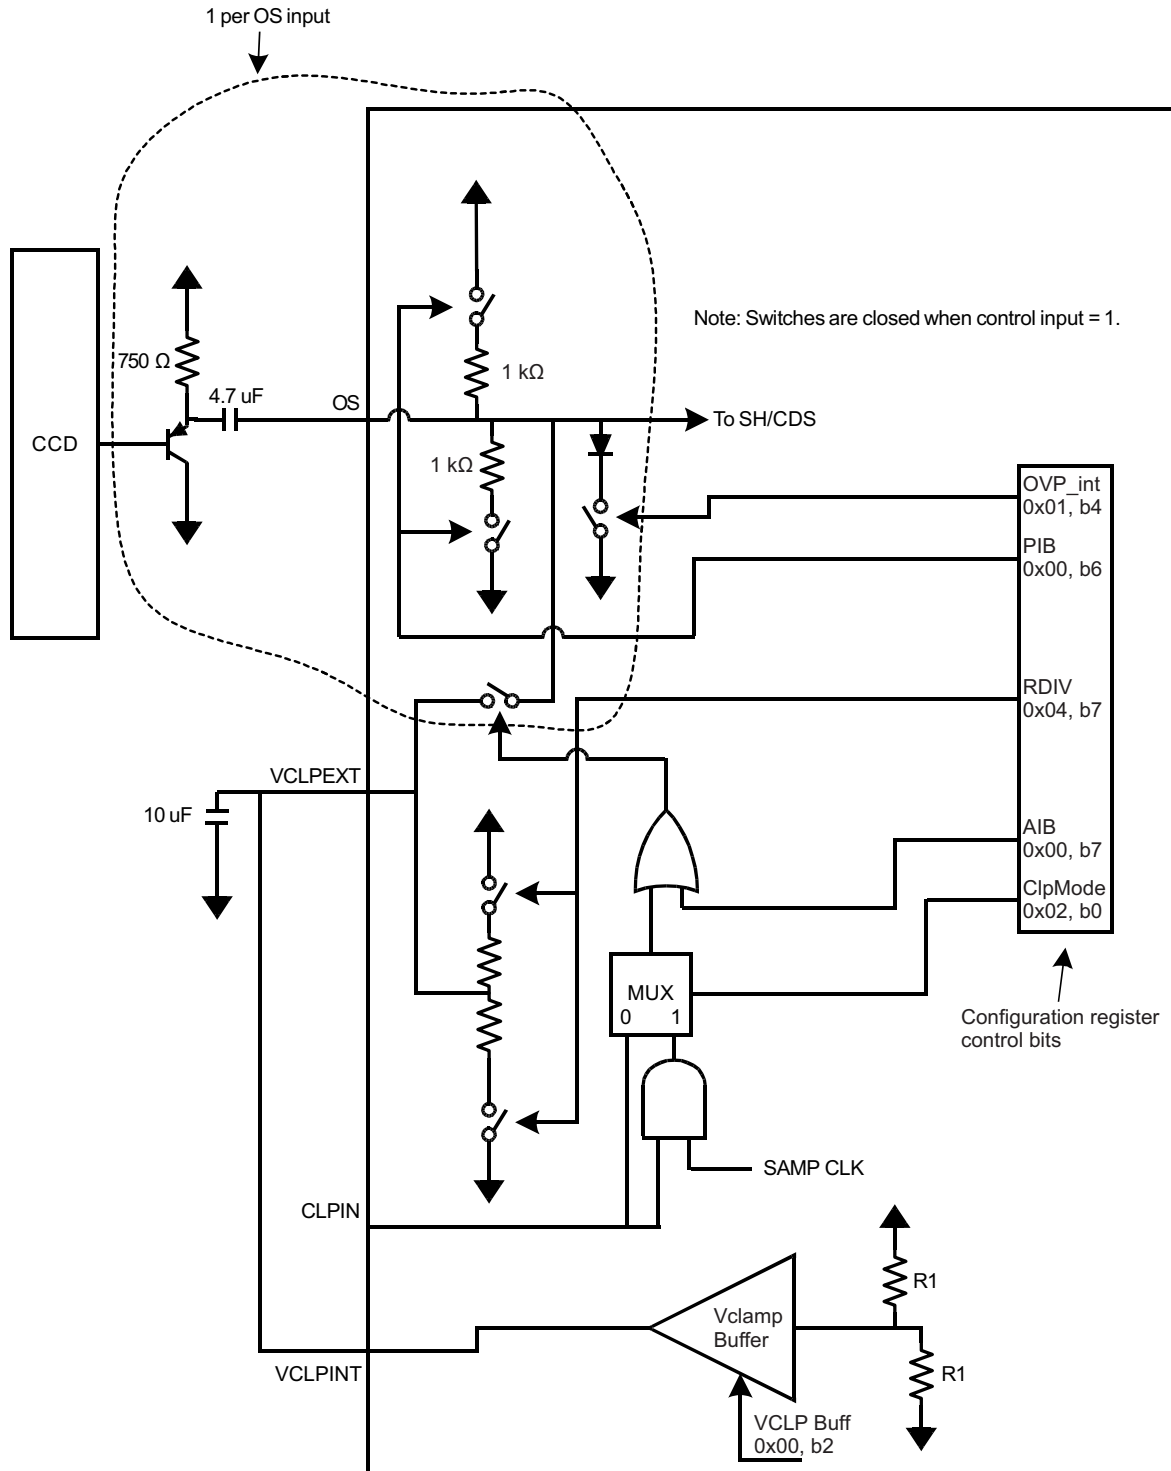 1 per OS input
Note: Switches are closed when control input = 1.
750 Ω
4.7 uF
OS
1 kΩ
To SH/CDS
CCD
1 kΩ
OVP_int
0x01, b4
PIB
0x00, b6
RDIV
0x04, b7
VCLPEXT
10 uF
AIB
0x00, b7
ClpMode
0x02, b0
MUX
0 1
Configuration register
control bits
SAMP CLK
CLPIN
R1
Vclamp
Buffer
VCLPINT
R1
VCLP Buff
0x00, b2